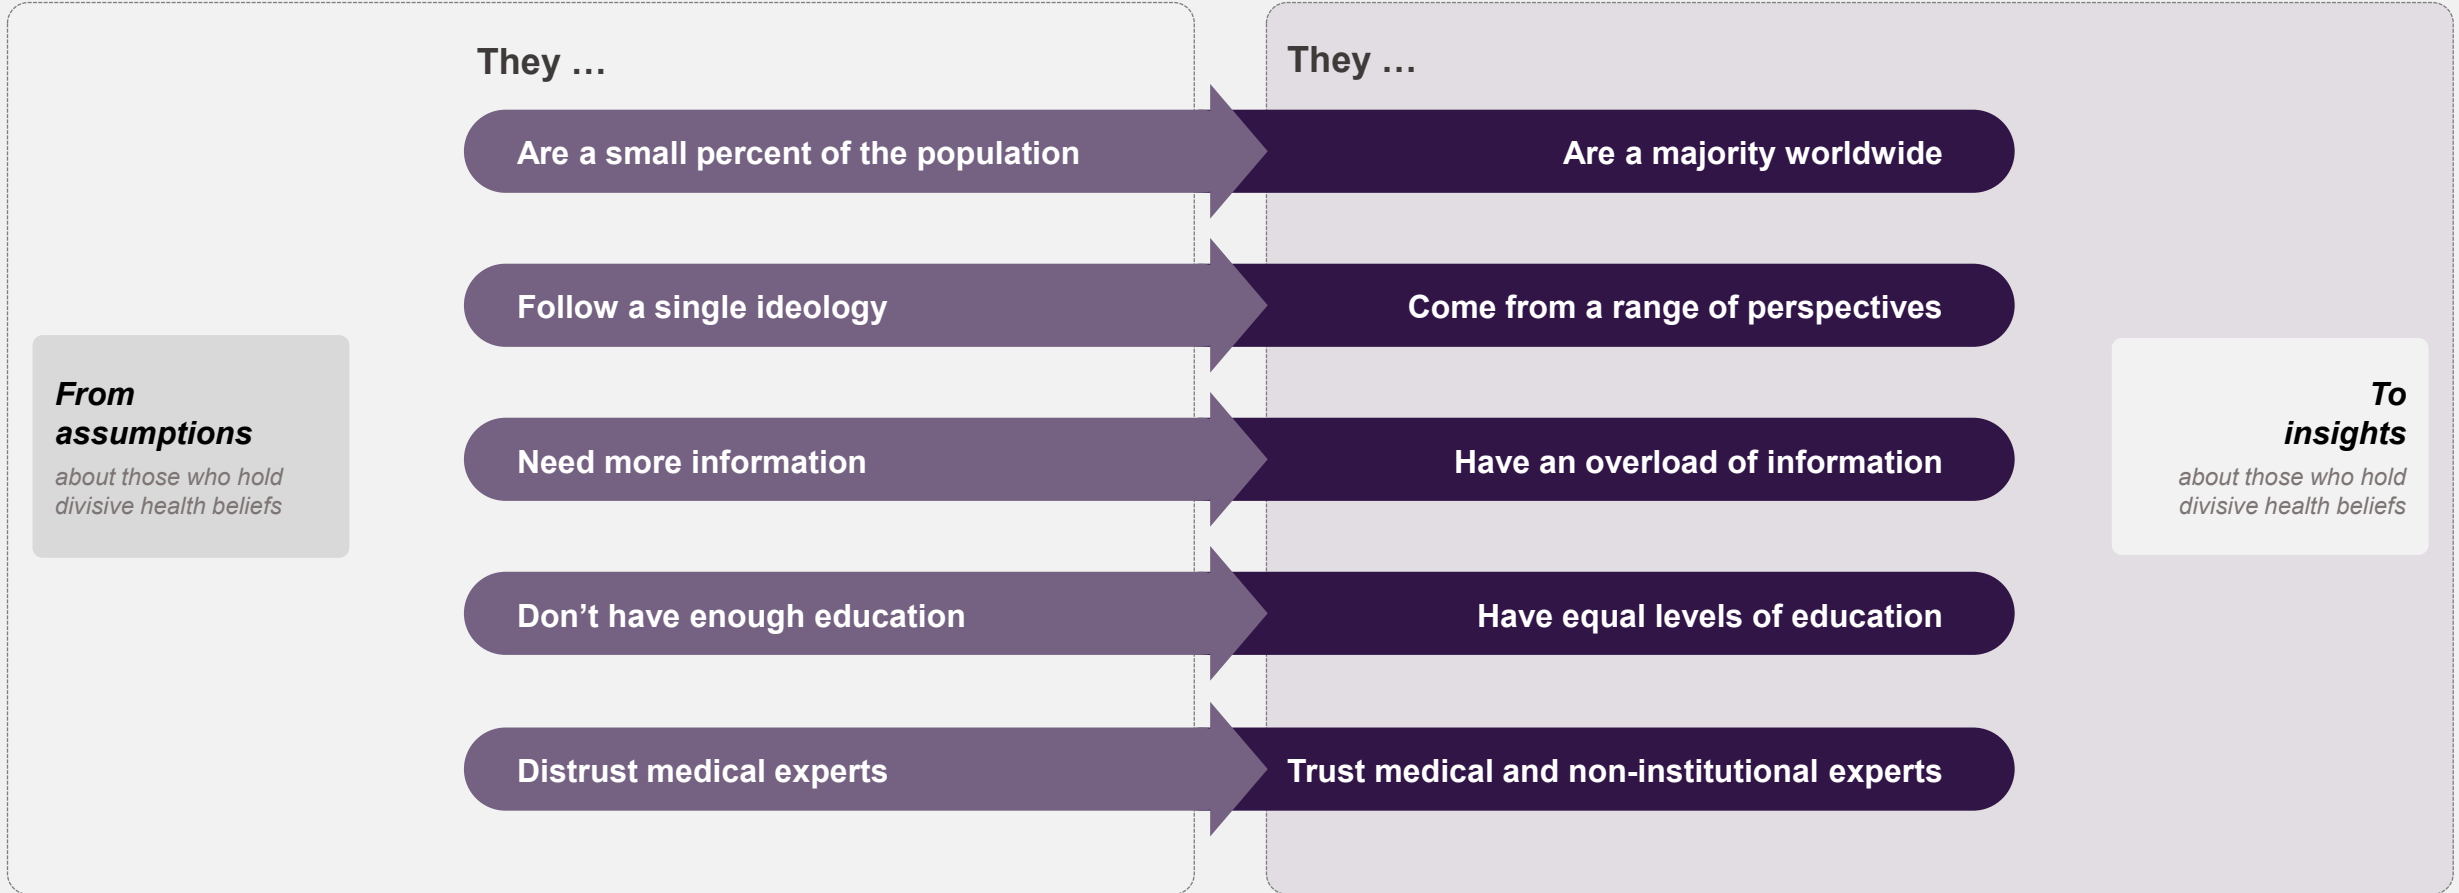 They …
They …
Are a small percent of the population
Are a majority worldwide
Follow a single ideology
Come from a range of perspectives
From
assumptions
about those who hold
divisive health beliefs
Need more information
Have an overload of information
To
insights
about those who hold
divisive health beliefs
Don’t have enough education
Have equal levels of education
Distrust medical experts
Trust medical and non-institutional experts